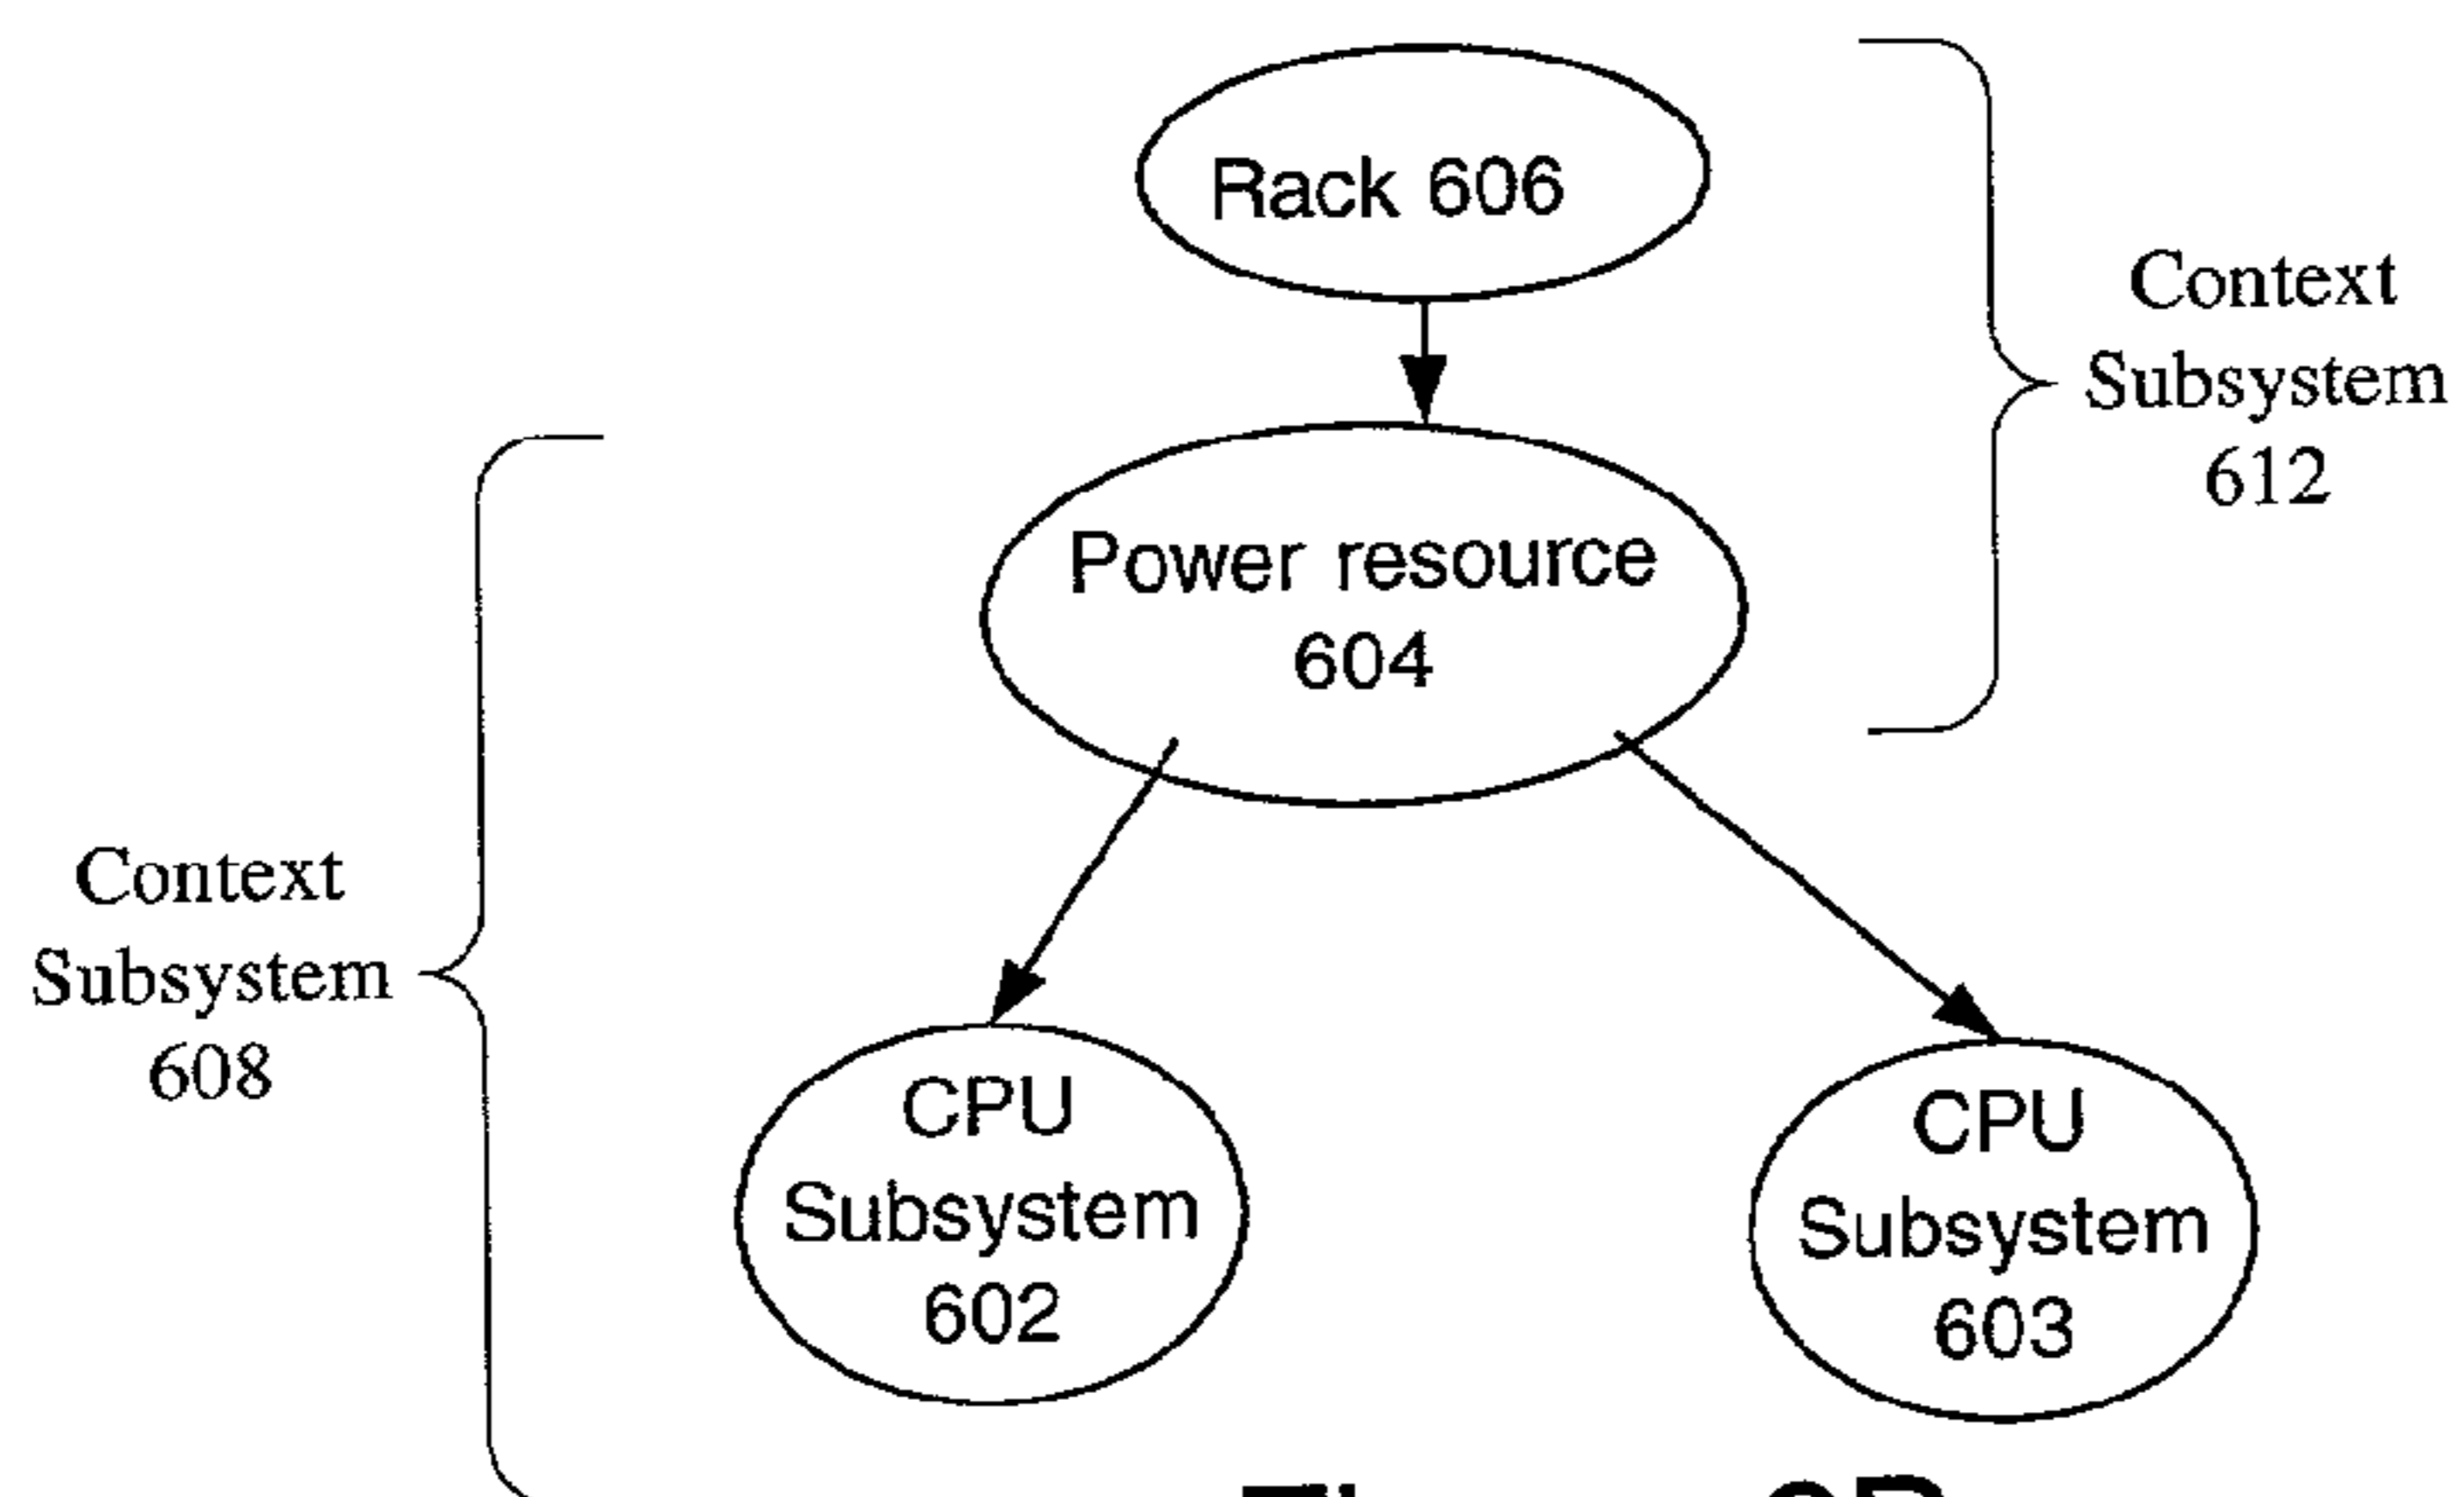 Rack 606
Context
Subsystem
612
Power resource
604
Context
Subsystem
608
CPU
Subsystem
602
CPU
Subsystem
603